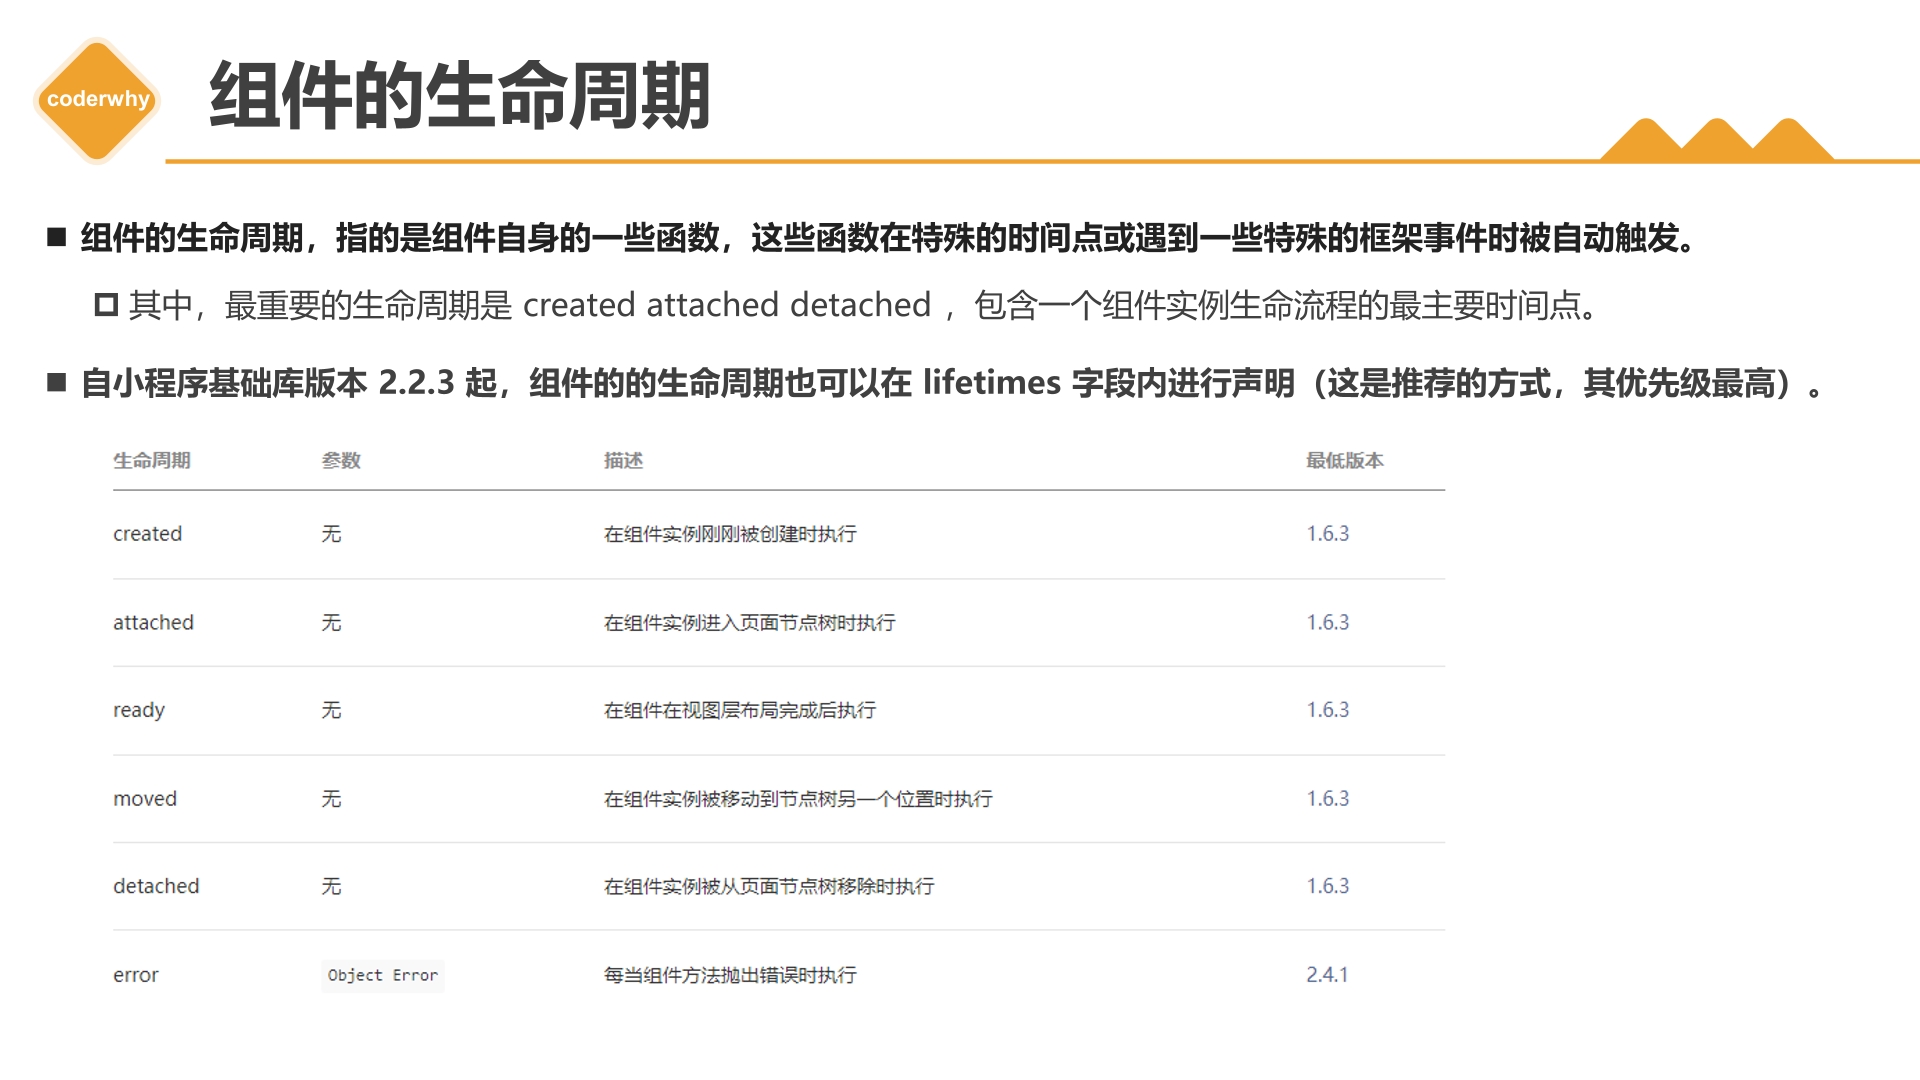 coderwhy
组件的生命周期
组件的生命周期，指的是组件自身的一些函数，这些函数在特殊的时间点或遇到一些特殊的框架事件时被自动触发。
其中，最重要的生命周期是 created attached detached ，包含一个组件实例生命流程的最主要时间点。
自小程序基础库版本 2.2.3 起，组件的的生命周期也可以在 lifetimes 字段内进行声明（这是推荐的方式，其优先级最高）。
生命周期 参数 描述 最低版本
created 无 在组件实例刚刚被创建时执行 1.6.3
attached 无 在组件实例进入页面节点树时执行 1.6.3
ready 无 在组件在视图层布局完成后执行 1.6.3
moved 无 在组件实例被移动到节点树另一个位置时执行 1.6.3
detached 无 在组件实例被从页面节点树移除时执行 1.6.3
error Object Error 每当组件方法抛出错误时执行 2.4.1